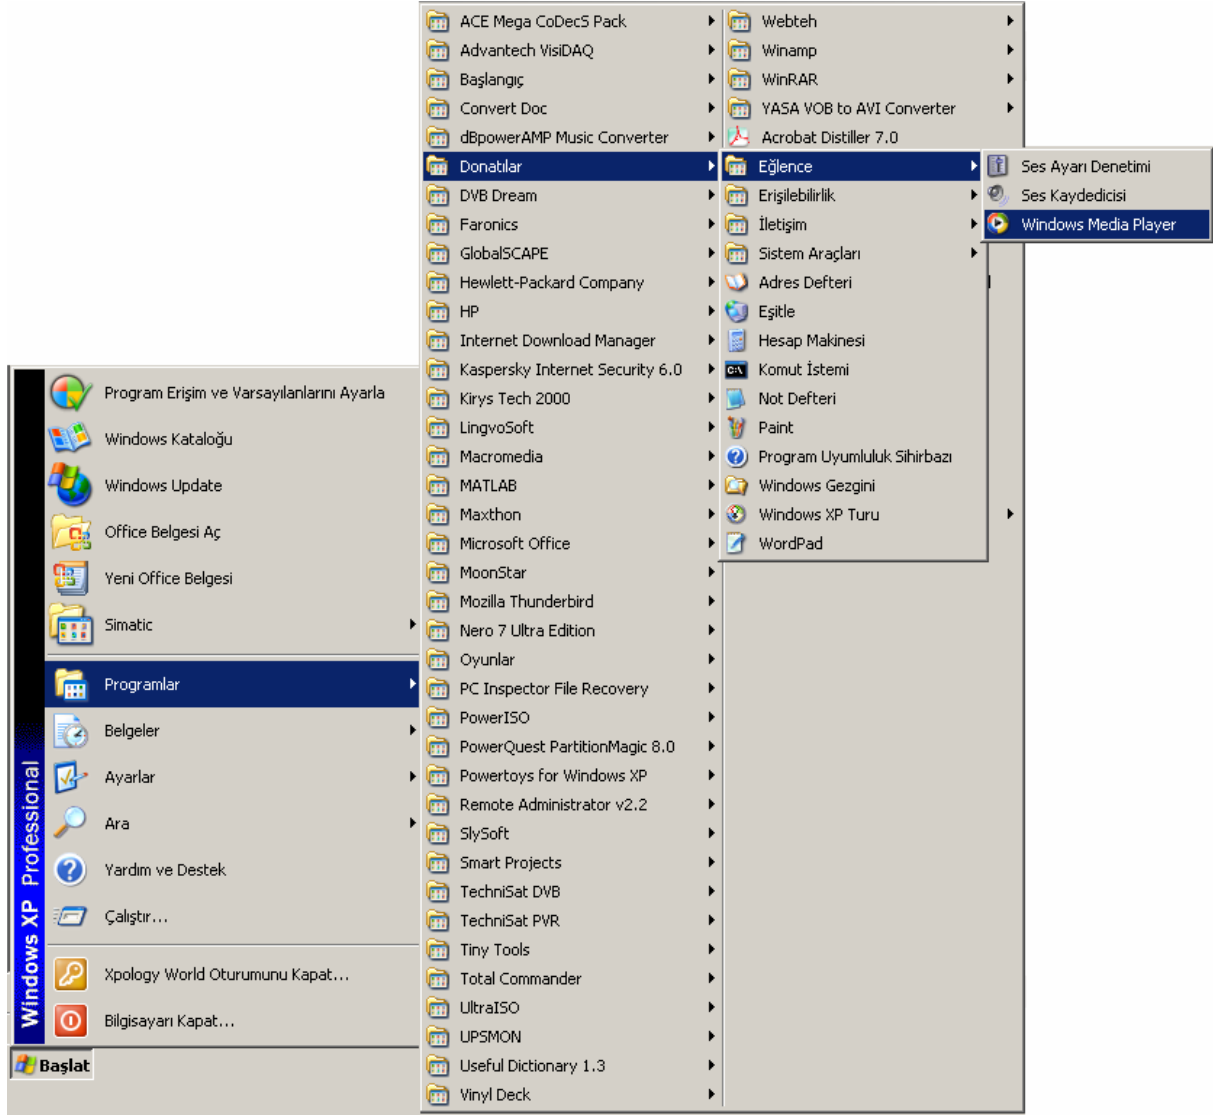 Program Erişim ve Varsayılanlarını Ayarla
Windows Kataloğu
Windows Update
Office Belgesi Aç
Yeni Office Belgesi
Simatic
Programlar
Belgeler
Ayarlar
Ara
Yardım ve Destek
Çalıştır...
Xpology World Oturumunu Kapat...
Bilgisayarı Kapat...
Windows XP Professional
Başlat
ACE Mega CoDecS Pack
Advantech VisiDAQ
Başlangıç
Convert Doc
dBpowerAMP Music Converter
Donatılar
DVB Dream
Faronics
GlobalSCAPE
Hewlett-Packard Company
HP
Internet Download Manager
Kaspersky Internet Security 6.0
Kirys Tech 2000
LingvoSoft
Macromedia
MATLAB
Maxthon
Microsoft Office
MoonStar
Mozilla Thunderbird
Nero 7 Ultra Edition
Oyunlar
PC Inspector File Recovery
PowerISO
PowerQuest PartitionMagic 8.0
Powertoys for Windows XP
Remote Administrator v2.2
SlySoft
Smart Projects
TechniSat DVB
TechniSat PVR
Tiny Tools
Total Commander
UltraISO
UPSMON
Useful Dictionary 1.3
Vinyl Deck
Webteh
Winamp
WinRAR
YASA VOB to AVI Converter
Acrobat Distiller 7.0
Eğlence
Erişilebilirlik
İletişim
Sistem Araçları
Adres Defteri
Eşitle
Hesap Makinesi
Komut İstemi
Not Defteri
Paint
Program Uyumluluk Sihirbazı
Windows Gezgini
Windows XP Turu
WordPad
Ses Ayarı Denetimi
Ses Kaydedicisi
Windows Media Player